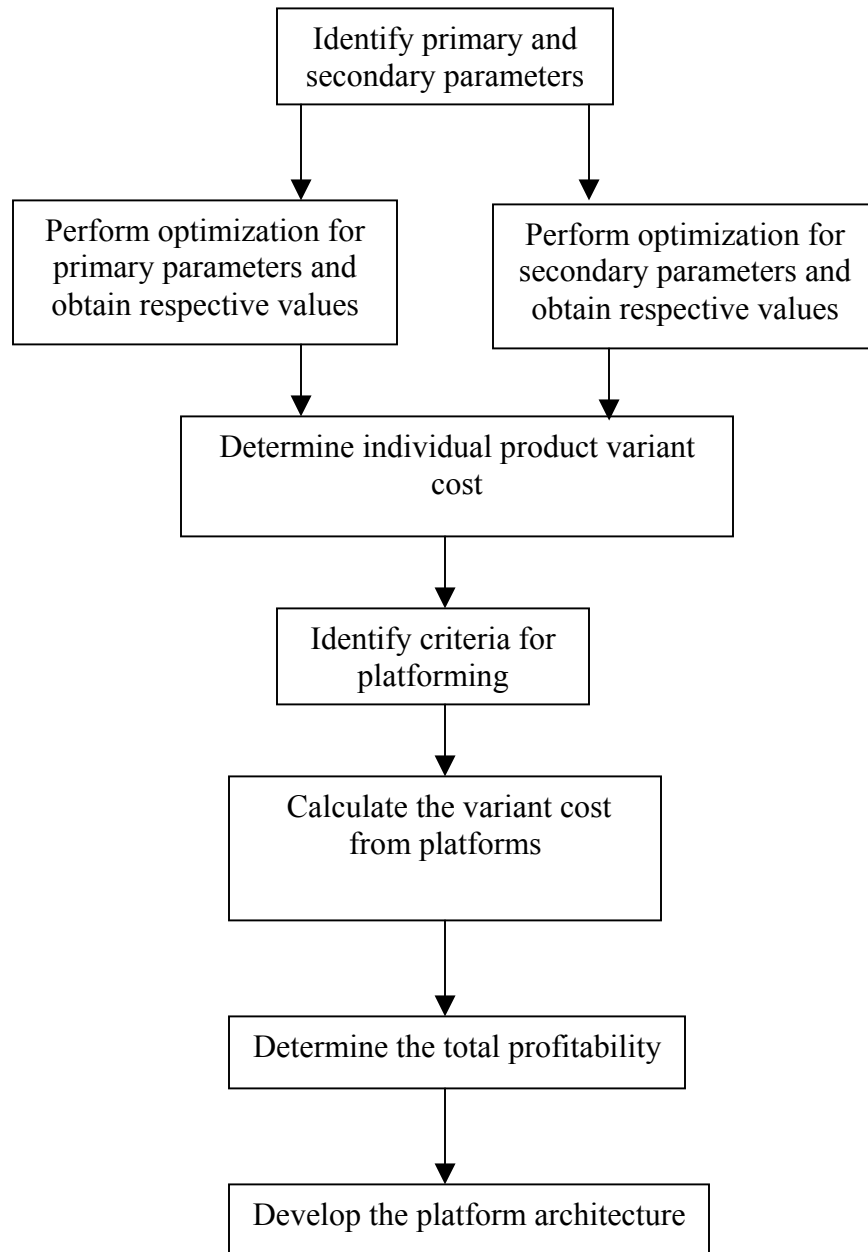 Identify primary and
secondary parameters
Perform optimization for
primary parameters and
obtain respective values
Perform optimization for
secondary parameters and
obtain respective values
Determine individual product variant
cost
Identify criteria for
platforming
Calculate the variant cost
from platforms
Determine the total profitability
Develop the platform architecture